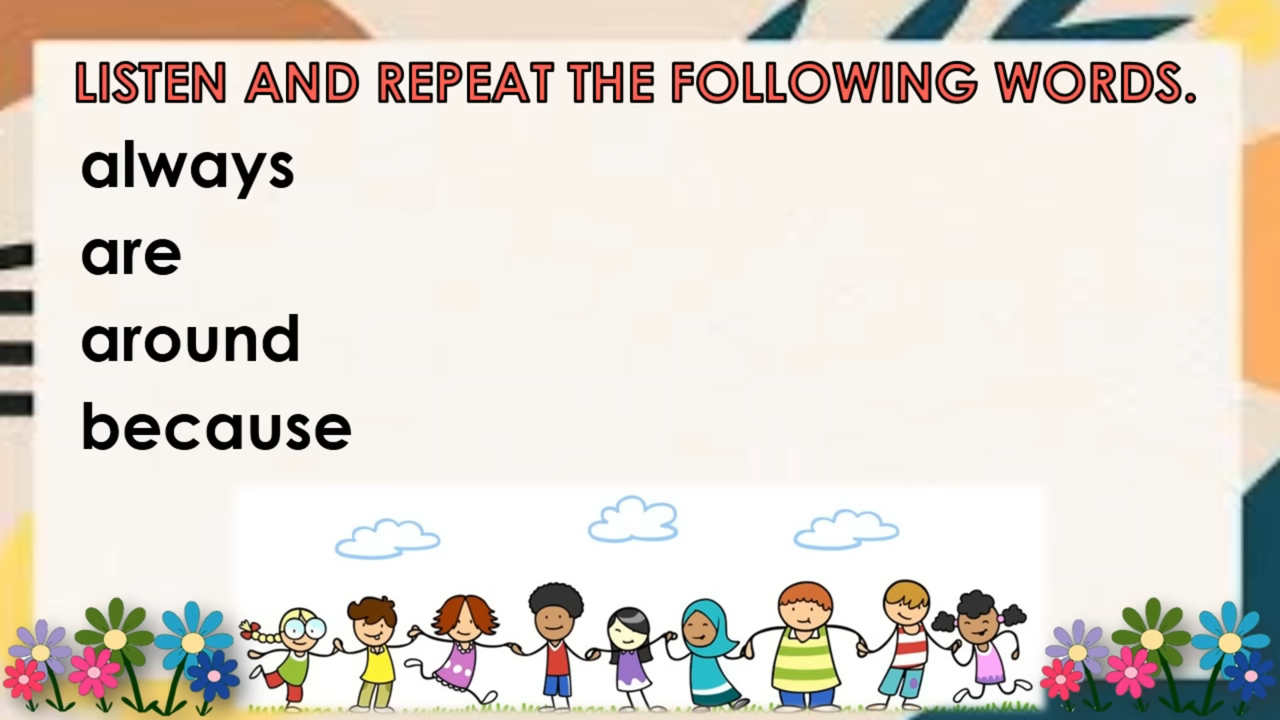 LISTEN AND REPEAT THE FOLLOWING WORDS.
always
are
around
because